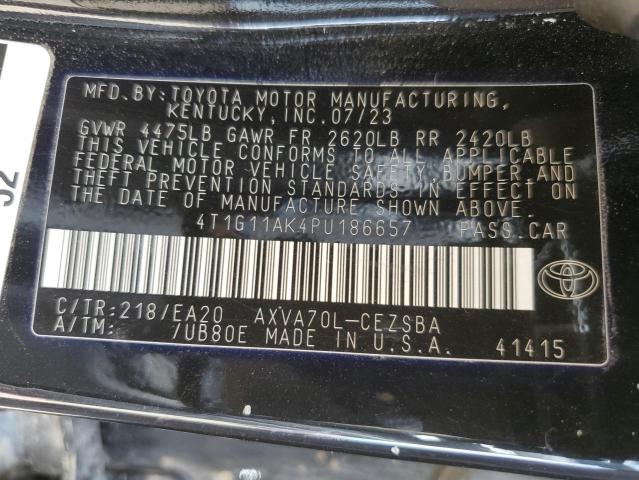 MFD.BY:TOYOTA MOTOR MANUFACTURING,
KENTUCKY, INC.07/23
GVWR 4475LB GAWR FR 2620LB RR 2420LB
THIS VEHICLE CONFORMS TO ALL APPLICABLE
FEDERAL MOTOR VEHICLE SAFETY, BUMPER, AND
THEFT PREVENTION STANDARDS IN EFFECT ON
THE DATE OF MANUFACTURE SHOWN ABOVE.
4T1G11AK4PU186657 PASS.CAR
C/TR:218/EA20 AXVA70L-CEZSBA
A/TM: /UB80E MADE IN U.S.A. 41415
52